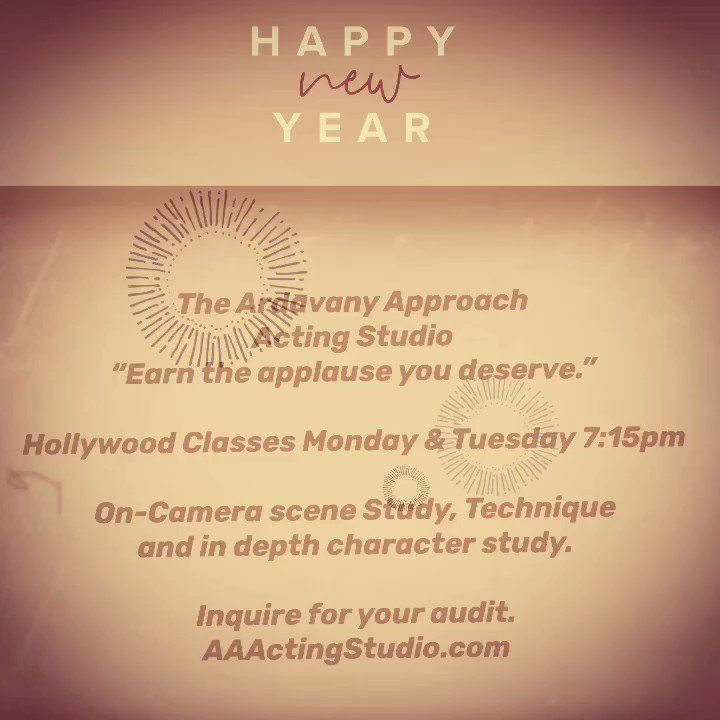 HAPPY
new
YEAR
The Ardavany Approach
Acting Studio
“Earn the applause you deserve.”
Hollywood Classes Monday & Tuesday 7:15pm
On-Camera scene Study, Technique
and in depth character study.
Inquire for your audit.
AAActingStudio.com